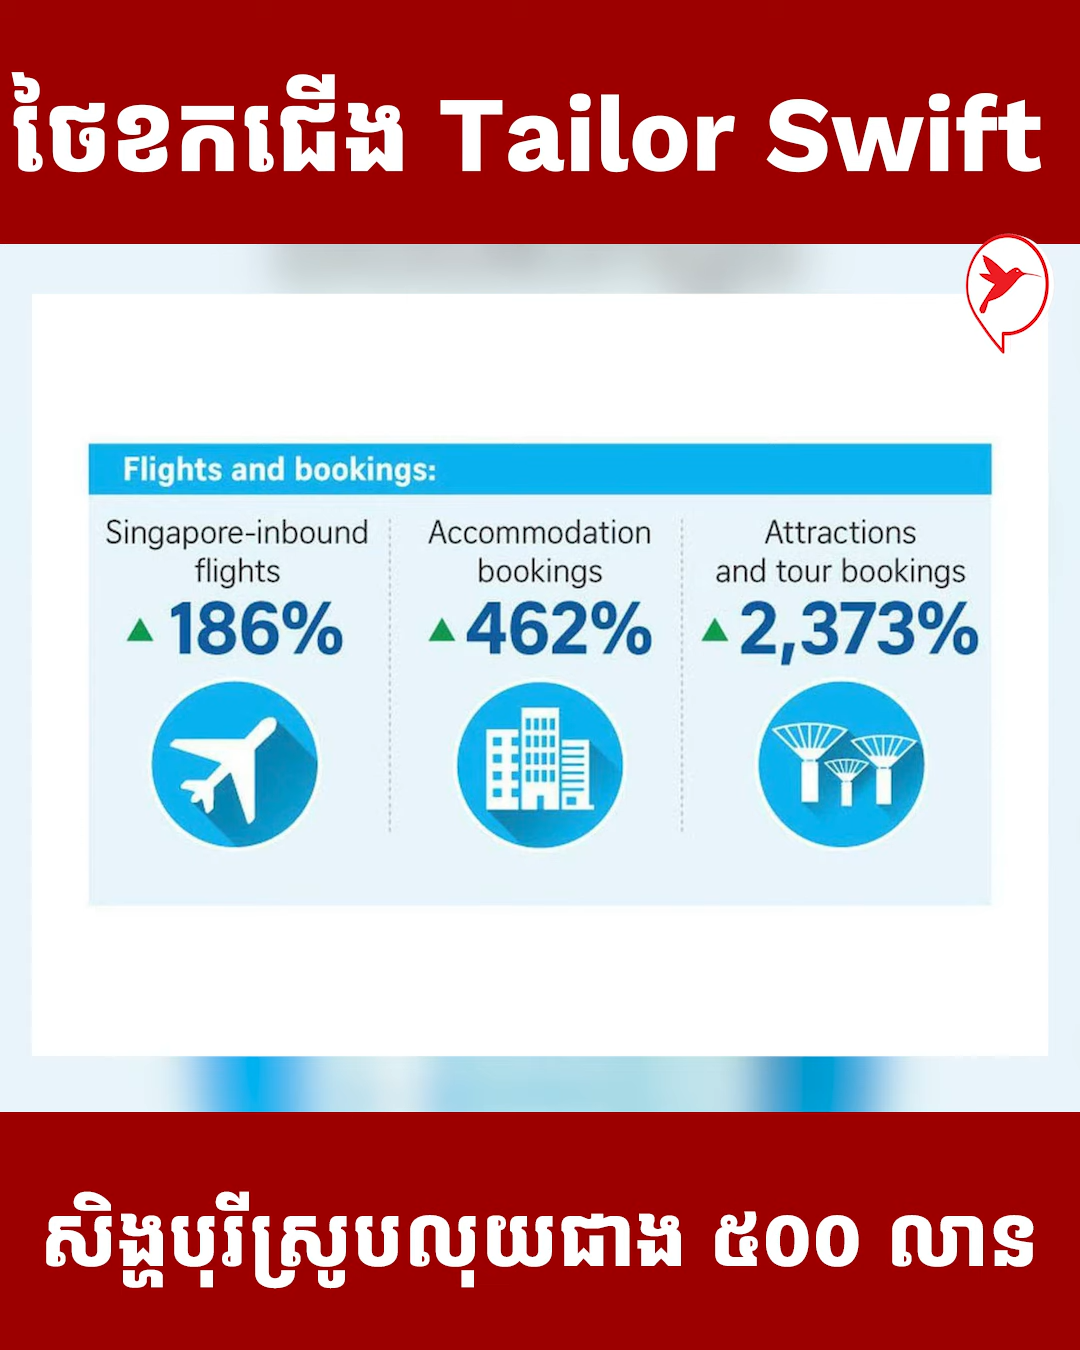 ថៃខកជើង Tailor Swift
Flights and bookings:
Singapore-inbound
flights
▲ 186%
Accommodation
bookings
▲ 462%
Attractions
and tour bookings
▲ 2,373%
សិង្ហបុរីស្រូបលុយជាង ៥០០ លាន